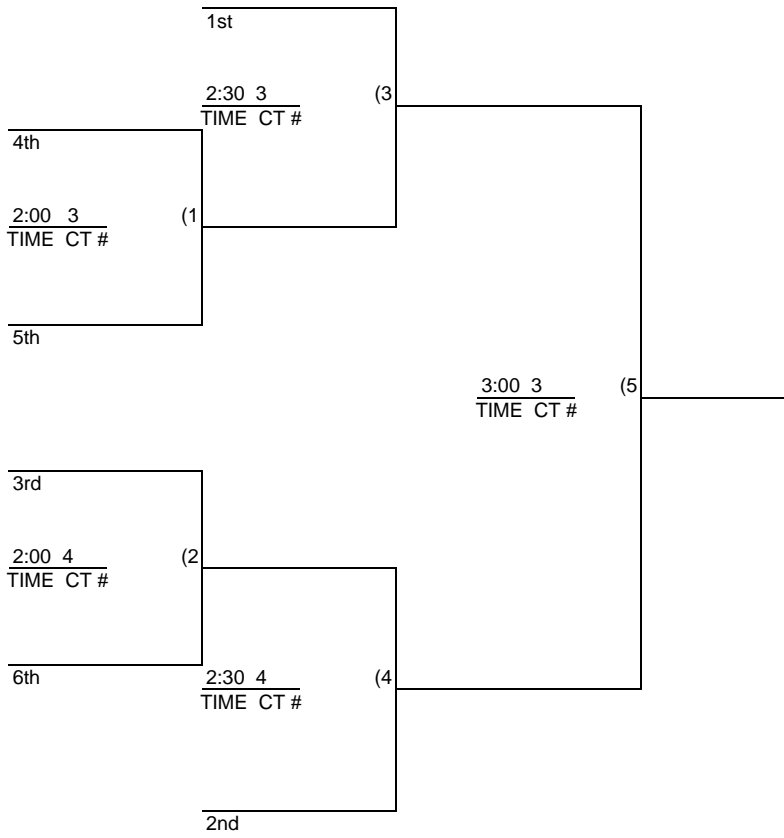 1st
2:30 3 (3
TIME CT #
4th
2:00 3 (1
TIME CT #
5th
3:00 3 (5
TIME CT #
3rd
2:00 4 (2
TIME CT #
6th
2:30 4 (4
TIME CT #
2nd